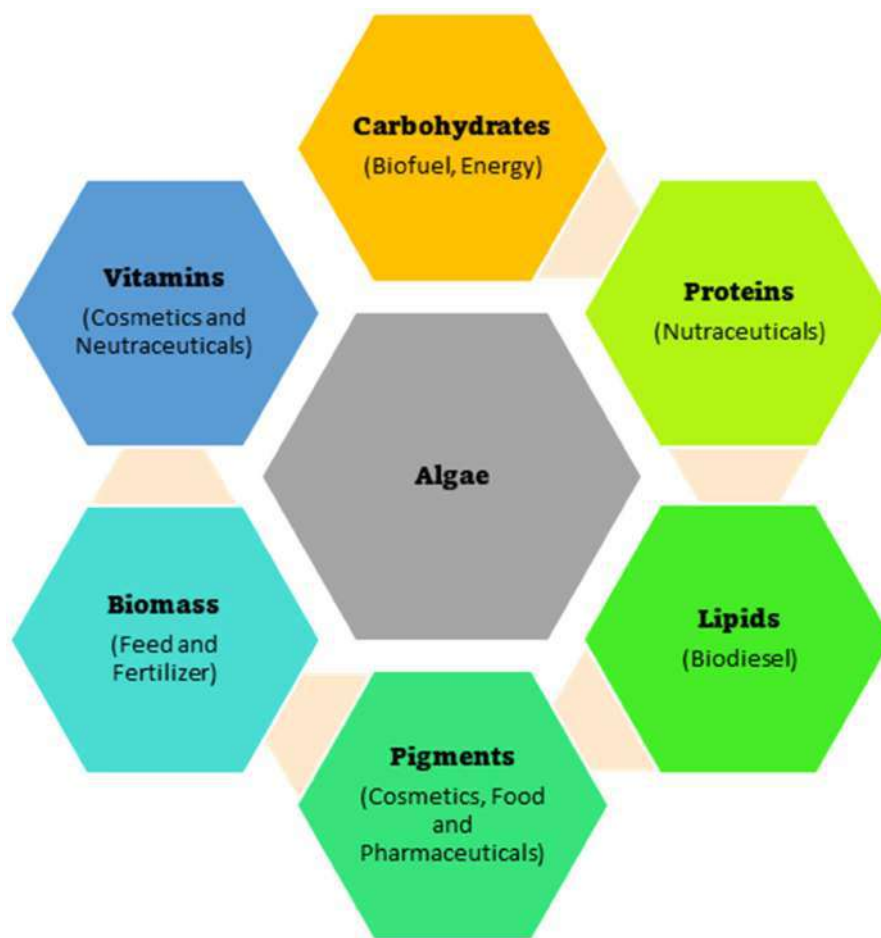 Carbohydrates
(Biofuel, Energy)
Proteins
(Nutraceuticals)
Lipids
(Biodiesel)
Pigments
(Cosmetics, Food
and
Pharmaceuticals)
Biomass
(Feed and
Fertilizer)
Vitamins
(Cosmetics and
Neutraceuticals)
Algae